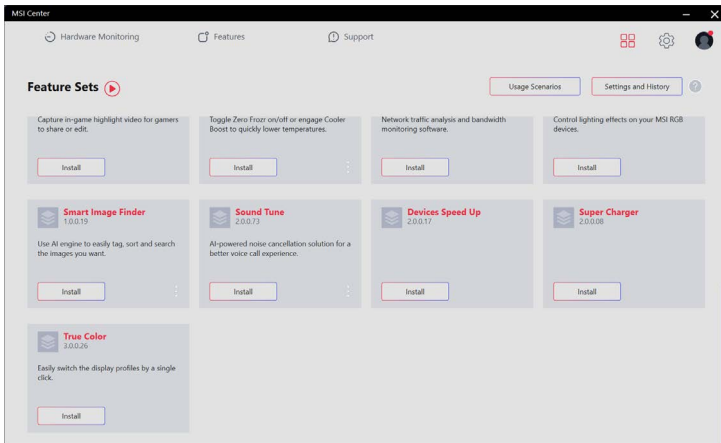 MSI Center
Hardware Monitoring
Features
Support
Feature Sets
Usage Scenarios
Settings and History
?
Capture in-game highlight video for gamers
to share or edit.
Install
Toggle Zero Frozr on/off or engage Cooler
Boost to quickly lower temperatures.
Install
Network traffic analysis and bandwidth
monitoring software.
Install
Control lighting effects on your MSI RGB
devices.
Install
Smart Image Finder
1.0.0.19
Use AI engine to easily tag, sort and search
the images you want.
Install
Sound Tune
2.0.0.73
AI-powered noise cancellation solution for a
better voice call experience.
Install
Devices Speed Up
2.0.0.17
Install
Super Charger
2.0.0.08
Install
True Color
3.0.0.26
Easily switch the display profiles by a single
click.
Install